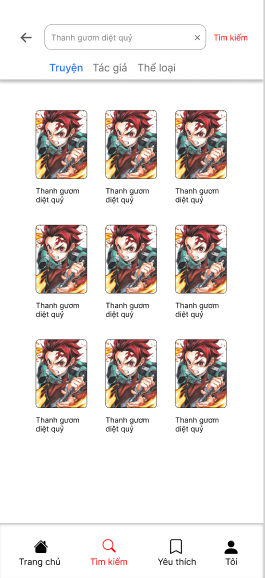 Thanh gươm diệt quỷ × Tìm kiếm
Truyện Tác giả Thể loại
Thanh gươm Thanh gươm Thanh gươm
diệt quỷ diệt quỷ diệt quỷ
Thanh gươm Thanh gươm Thanh gươm
diệt quỷ diệt quỷ diệt quỷ
Thanh gươm Thanh gươm Thanh gươm
diệt quỷ diệt quỷ diệt quỷ
Trang chủ Tìm kiếm Yêu thích Tôi